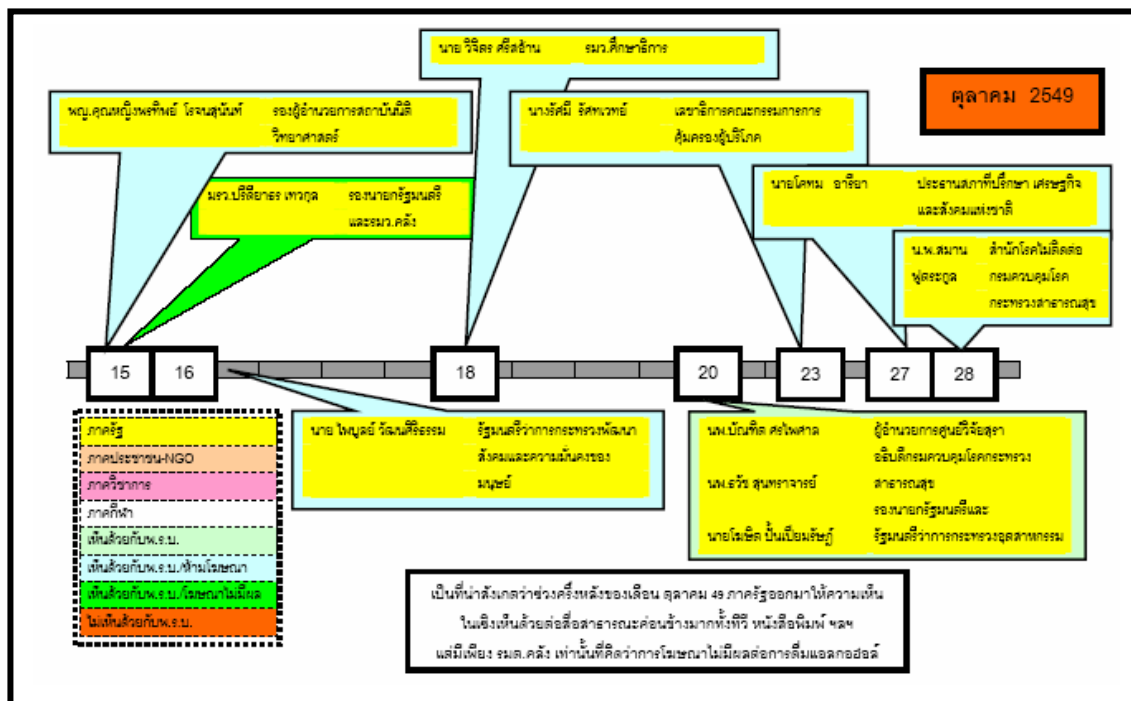 นาย วิจิตร ศรีสอ้าน รมว.ศึกษาธิการ
ตุลาคม 2549
พญ.คุณหญิงพรทิพย์ โรจนสุนันท์ รองผู้อำนวยการสถาบันนิติ
วิทยาศาสตร์
นางรัศมี รัศทเวทย์ เลขาธิการคณะกรรมการการ
คุ้มครองผู้บริโภค
มรว.ปรีดียาธร เทวกุล รองนายกรัฐมนตรี
และรมว.คลัง
นายโคทม อารียา ประธานสภาที่ปรึกษา เศรษฐกิจ
และสังคมแห่งชาติ
น.พ.สมาน สำนักโรคไม่ติดต่อ
ฟูตระกูล กรมควบคุมโรค
กระทรวงสาธารณสุข
15 16 18 20 23 27 28
นาย ไพบูลย์ วัฒนศิริธรรม รัฐมนตรีว่าการกระทรวงพัฒนา
สังคมและความมั่นคงของ
มนุษย์
นพ.บัณฑิต ศรไพศาล ผู้อำนวยการศูนย์วิจัยสุรา
อธิบดีกรมควบคุมโรคกระทรวง
นพ.ธวัช สุนทราจารย์ สาธารณสุข
รองนายกรัฐมนตรีและ
นายโฆษิต ปั้นเปี่ยมรัษฎ์ รัฐมนตรีว่าการกระทรวงอุตสาหกรรม
ภาครัฐ
ภาคประชาชน-NGO
ภาควิชาการ
ภาคกีฬา
เห็นด้วยกับพ.ร.บ.
เห็นด้วยกับพ.ร.บ./ห้ามโฆษณา
เห็นด้วยกับพ.ร.บ./โฆษณาไม่มีผล
ไม่เห็นด้วยกับพ.ร.บ.
เป็นที่น่าสังเกตว่าช่วงครึ่งหลังของเดือน ตุลาคม 49 ภาครัฐออกมาให้ความเห็น
ในเชิงเห็นด้วยต่อสื่อสาธารณะค่อนข้างมากทั้งทีวี หนังสือพิมพ์ ฯลฯ
แต่มีเพียง รมต.คลัง เท่านั้นที่คิดว่าการโฆษณาไม่มีผลต่อการดื่มแอลกอฮอล์